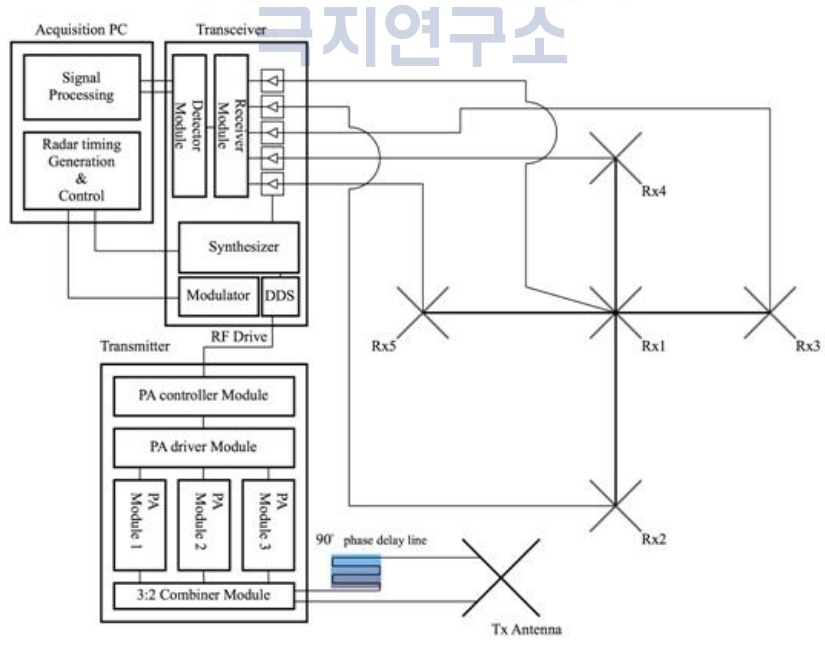 극지연구소
Acquisition PC
Transceiver
Signal
Processing
Radar timing
Generation
&
Control
Detector
Module
Receiver
Module
Synthesizer
Modulator
DDS
RF Drive
Transmitter
PA controller Module
PA driver Module
PA
Module 1
PA
Module 2
PA
Module 3
3:2 Combiner Module
90° phase delay line
Tx Antenna
Rx4
Rx5
Rx1
Rx3
Rx2